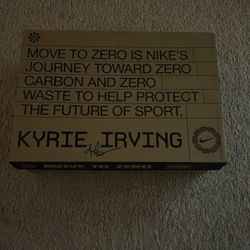 MOVE TO ZERO IS NIKE'S
JOURNEY TOWARD ZERO
CARBON AND ZERO
WASTE TO HELP PROTECT
THE FUTURE OF SPORT.
KYRIE IRVING
MOVE TO ZERO